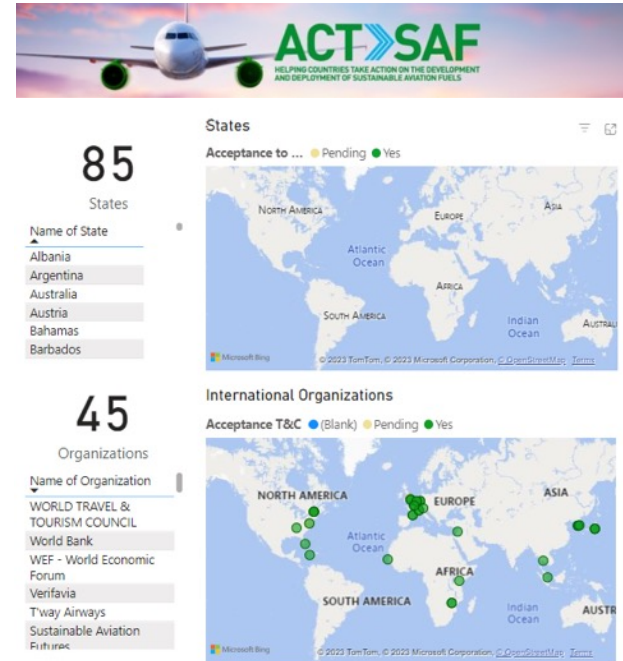 ACT SAF
HELPING COUNTRIES TAKE ACTION ON THE DEVELOPMENT
AND DEPLOYMENT OF SUSTAINABLE AVIATION FUELS
85
States
Name of State
Albania
Argentina
Australia
Austria
Bahamas
Barbados
States
Acceptance to ... Pending Yes
NORTH AMERICA
EUROPE
ASIA
Atlantic
Ocean
AFRICA
SOUTH AMERICA
Indian
Ocean
AUSTRAL
Microsoft Bing
© 2023 TomTom, © 2023 Microsoft Corporation, © OpenStreetMap Terms
45
Organizations
Name of Organization
WORLD TRAVEL &
TOURISM COUNCIL
World Bank
WEF - World Economic
Forum
Verifavia
T'way Airways
Sustainable Aviation
Futures
International Organizations
Acceptance T&C (Blank) Pending Yes
NORTH AMERICA
EUROPE
ASIA
Atlantic
Ocean
AFRICA
SOUTH AMERICA
Indian
Ocean
AUSTR
Microsoft Bing
© 2023 TomTom, © 2023 Microsoft Corporation, © OpenStreetMap Terms